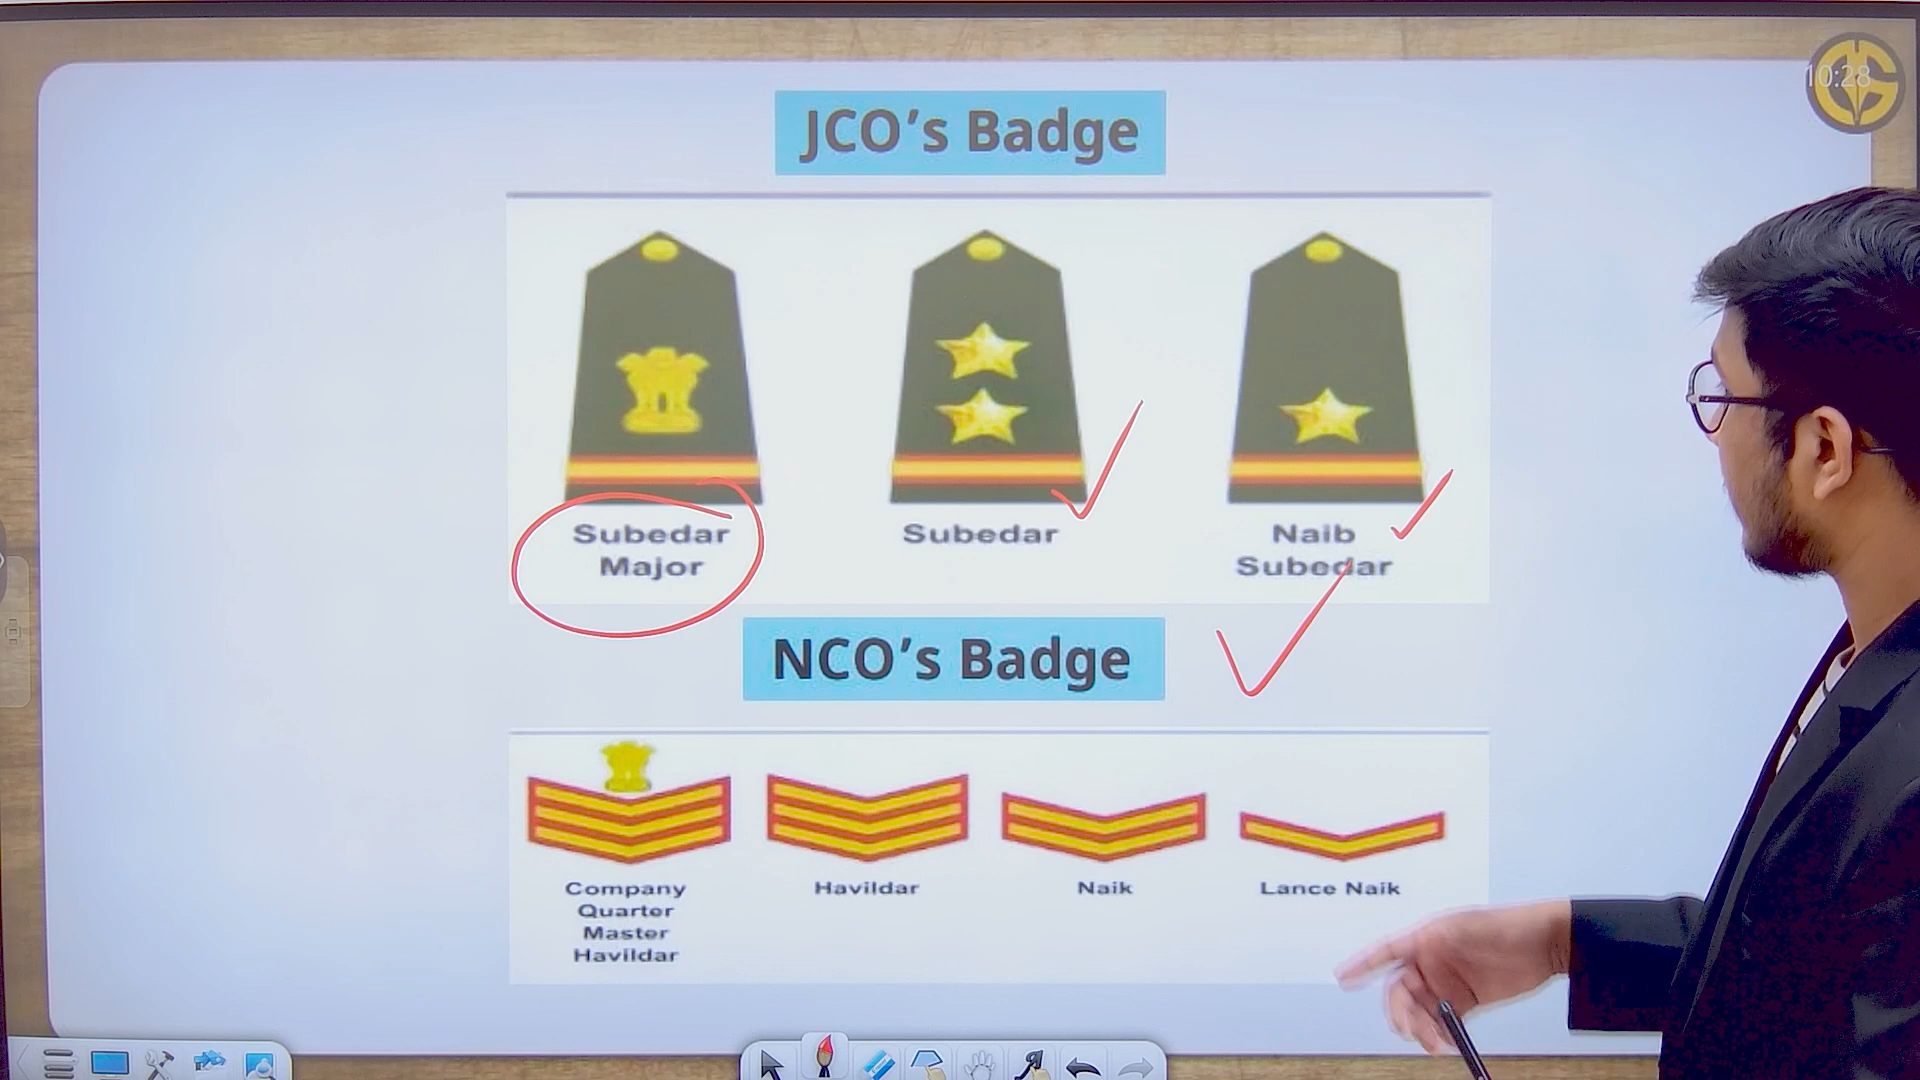 10:28
JCO’s Badge
Subedar
Major
Subedar
Naib
Subedar
NCO’s Badge
Company
Quarter
Master
Havildar
Havildar
Naik
Lance Naik